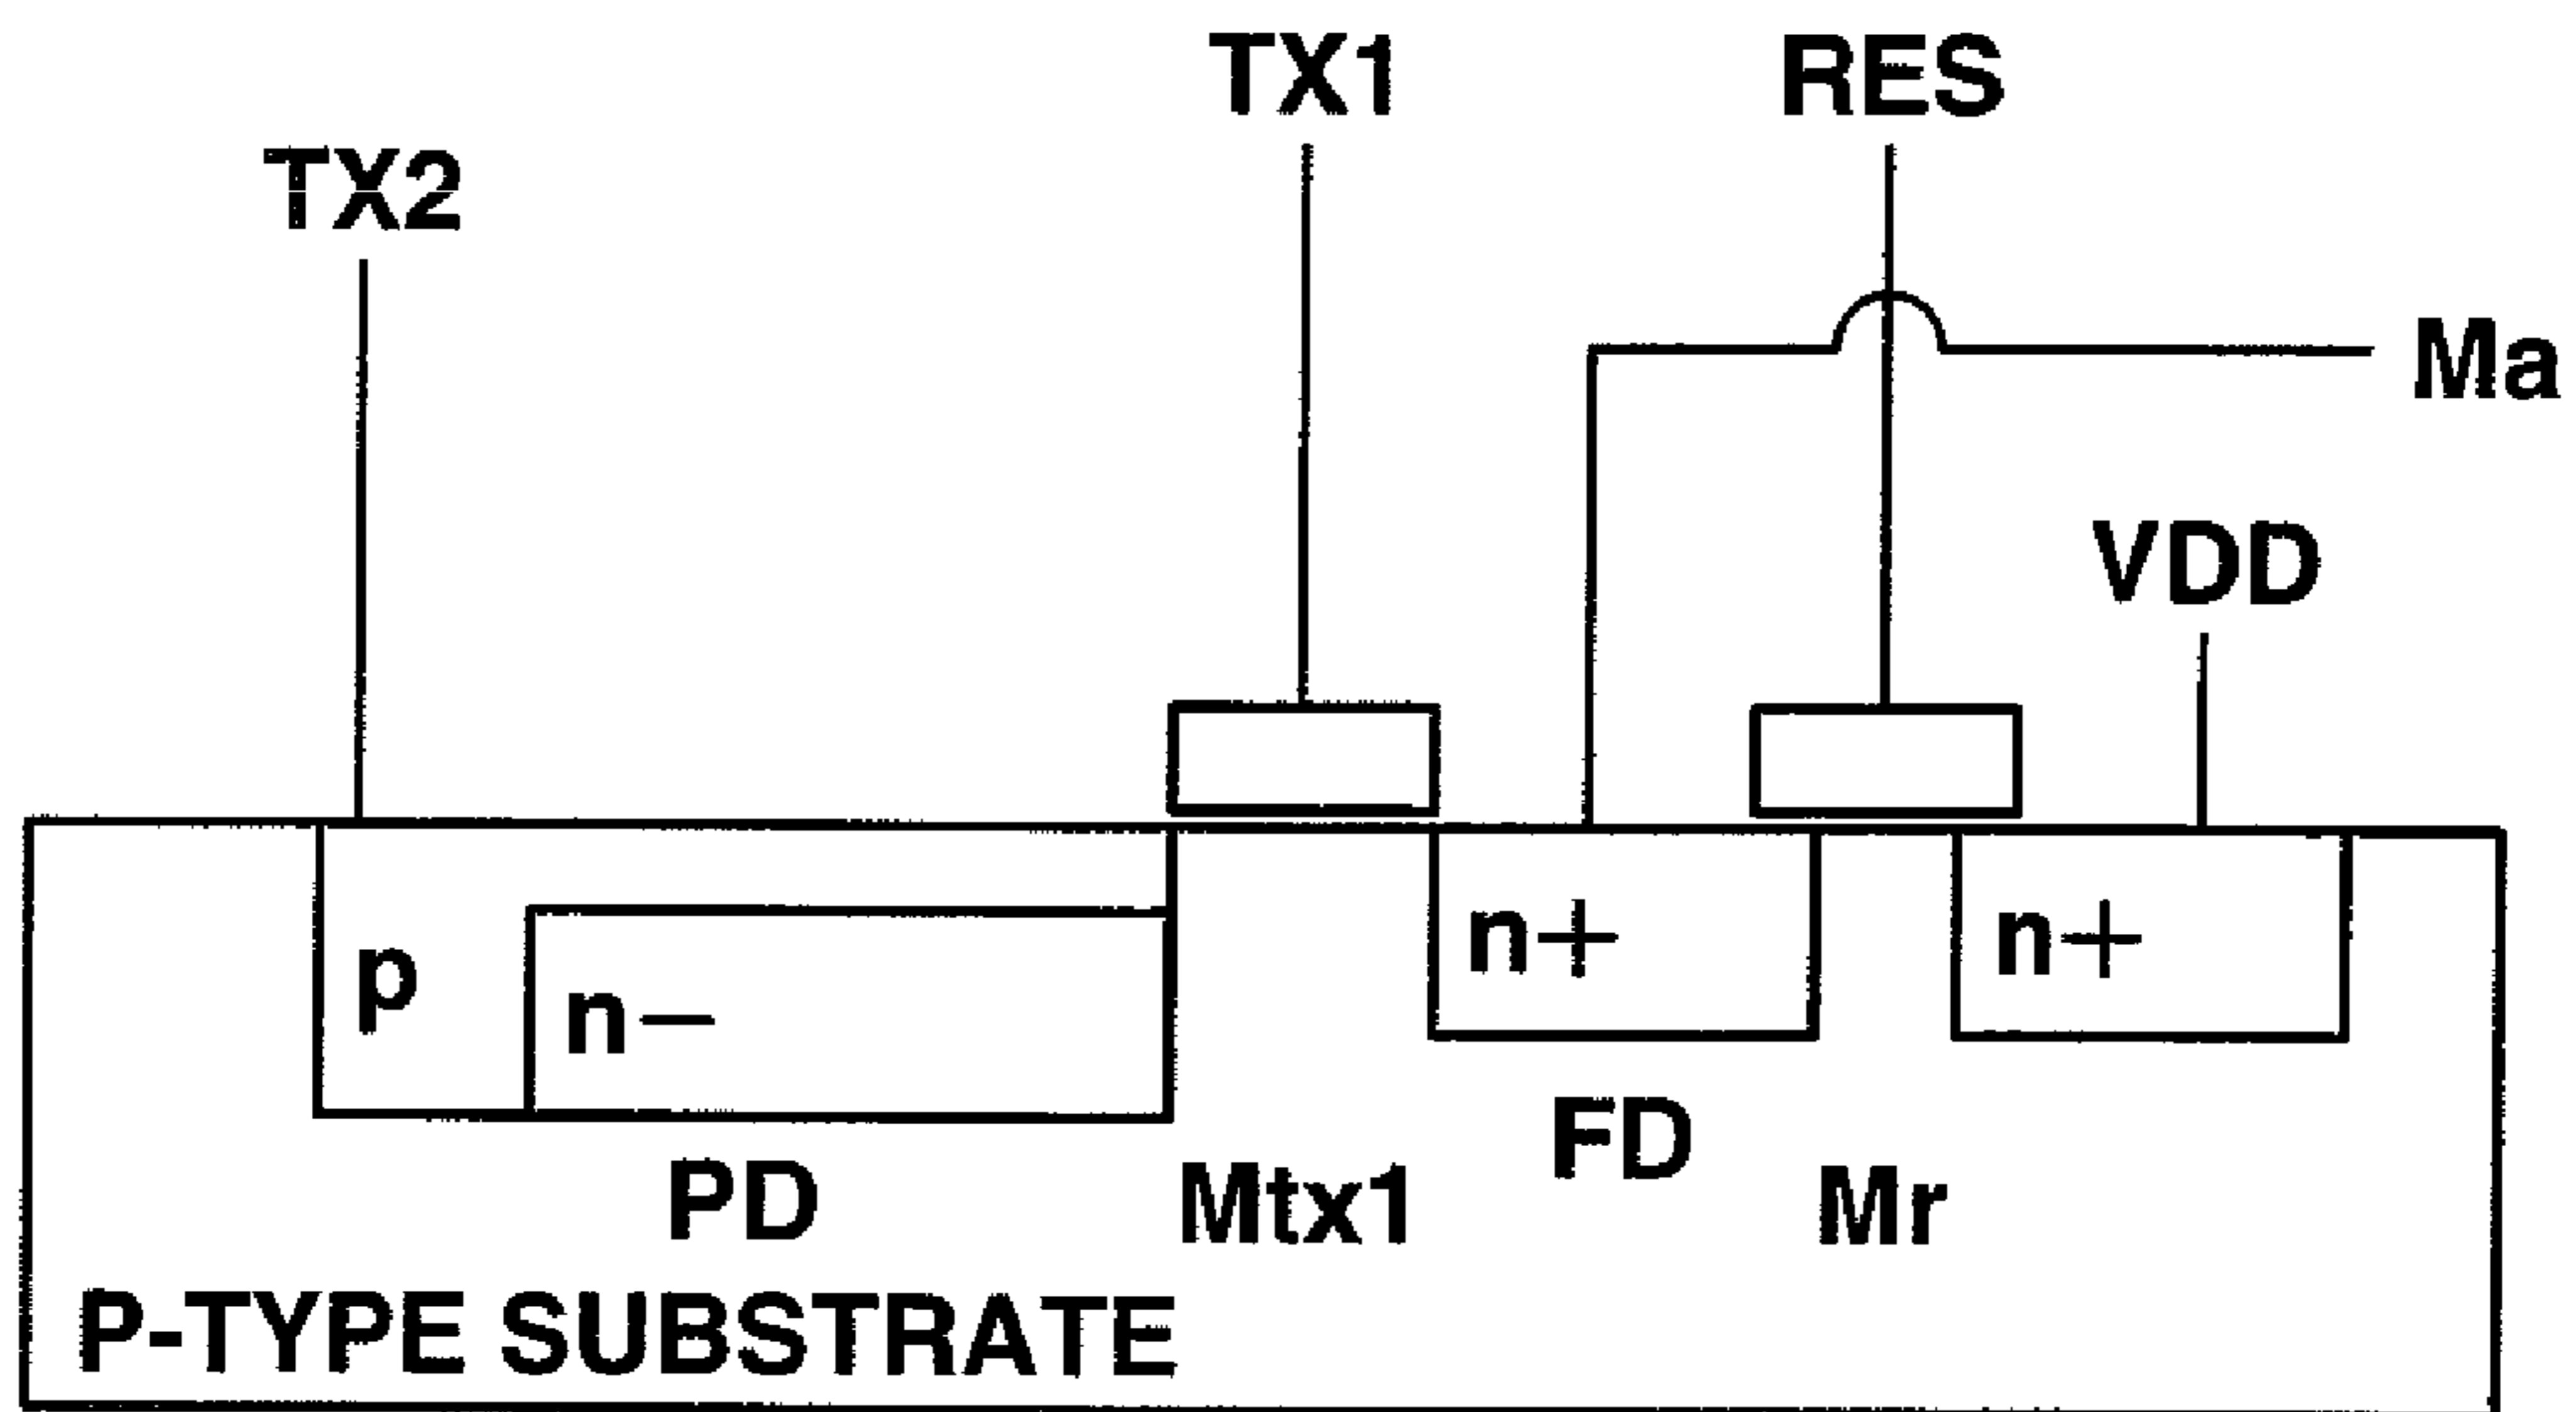 TX1
RES
TX2
Ma
VDD
p
n−
n+
n+
PD
Mtx1
FD
Mr
P-TYPE SUBSTRATE